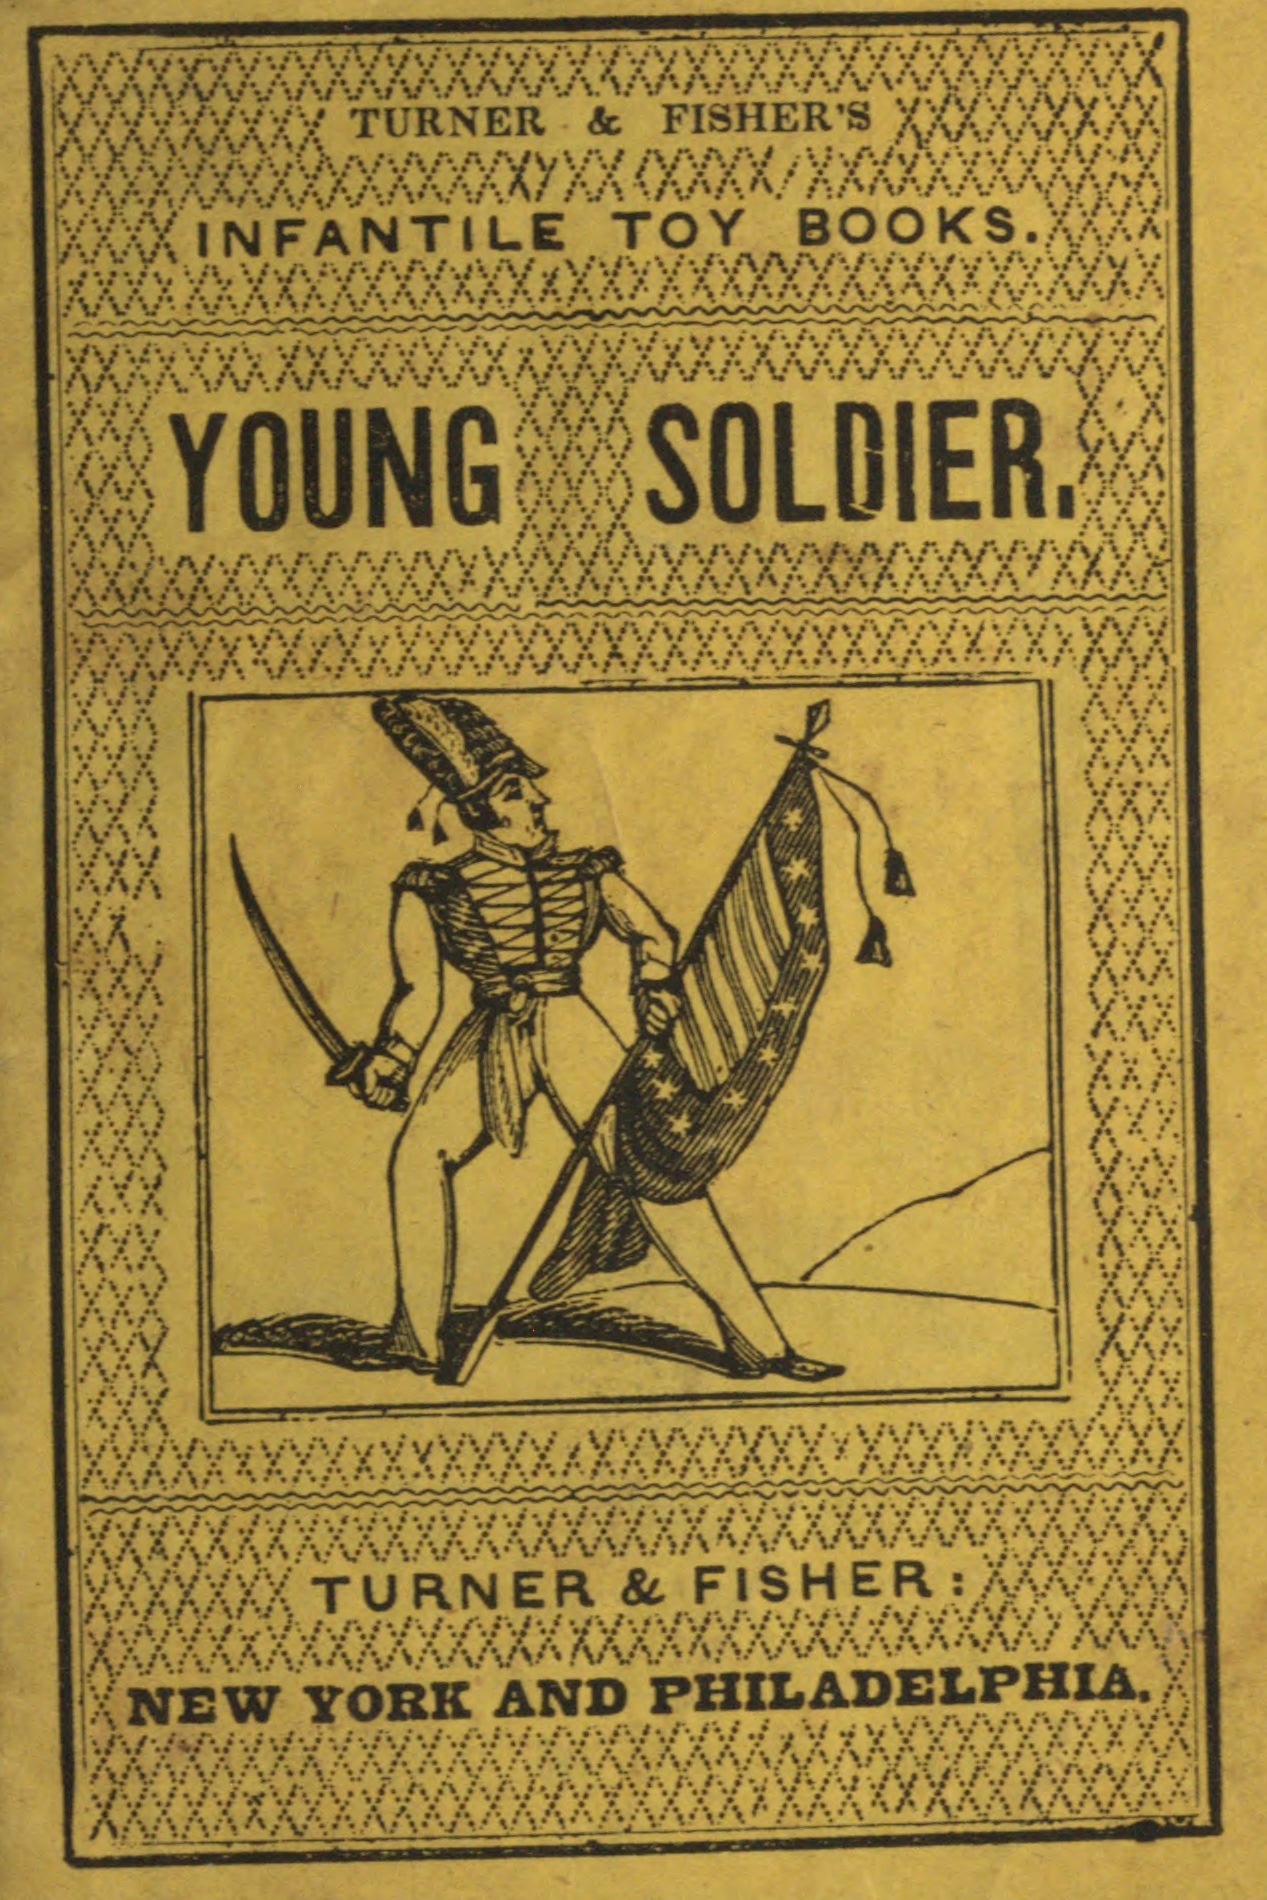 TURNER & FISHER'S
INFANTILE TOY BOOKS.
YOUNG SOLDIER.
TURNER & FISHER:
NEW YORK AND PHILADELPHIA.